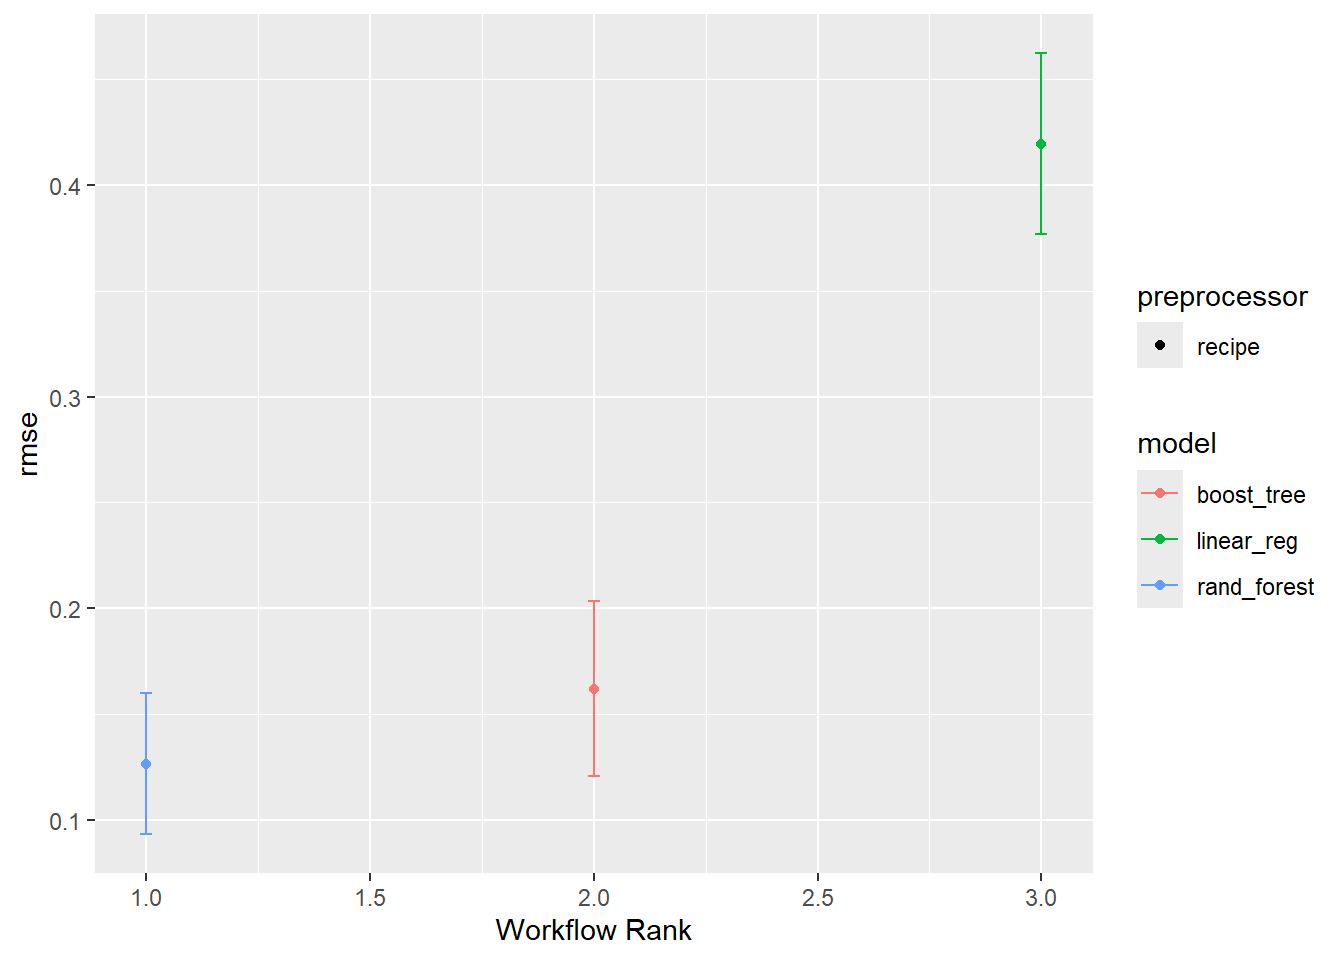 rmse
0.4
0.3
0.2
0.1
1.0 1.5 2.0 2.5 3.0
Workflow Rank
preprocessor
recipe
model
boost_tree
linear_reg
rand_forest